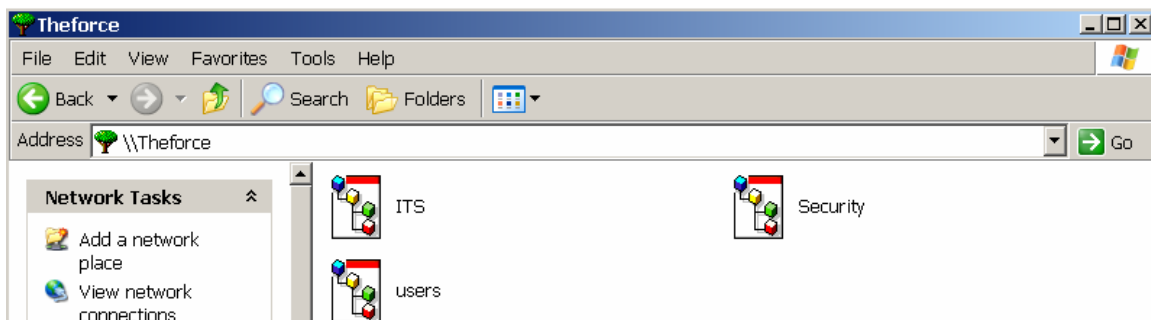 Theforce
File Edit View Favorites Tools Help
Back Search Folders
Address \\Theforce Go
Network Tasks
Add a network
place
View network
connections
ITS
Security
users